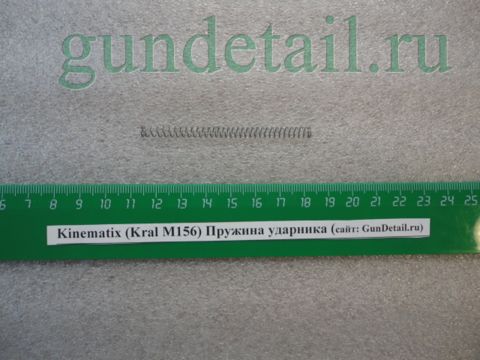 gundetail.ru
6 7 8 9 10 11 12 13 14 15 16 17 18 19 20 21 22 23 24 25
Kinematix (Kral M156) Пружина ударника (сайт: GunDetail.ru)